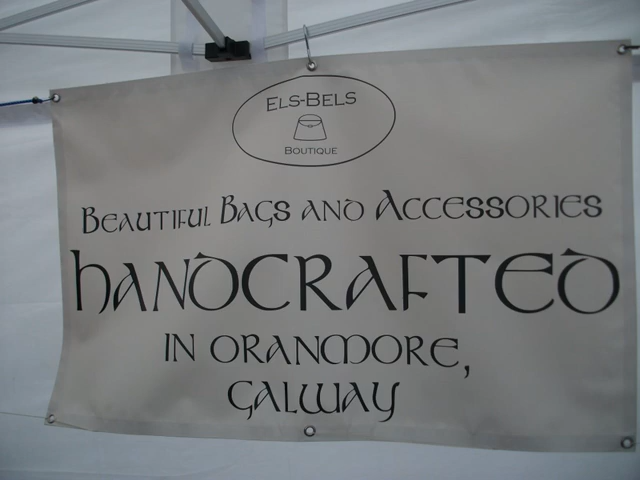 Els-Bels
Boutique
Beautiful Bags and Accessories
Handcrafted
in Oranmore,
Galway